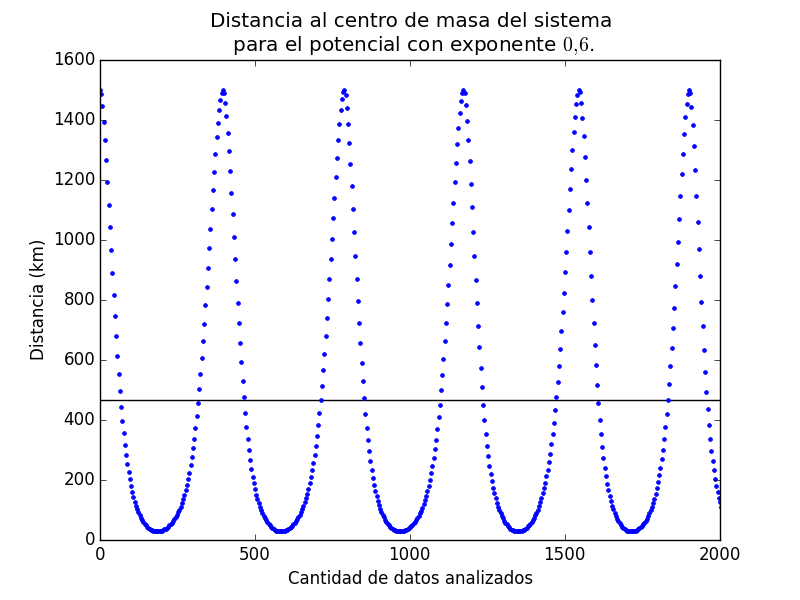 Distancia al centro de masa del sistema
para el potencial con exponente 0,6.
1600
1400
1200
1000
800
600
400
200
0
Distancia (km)
0 500 1000 1500 2000
Cantidad de datos analizados